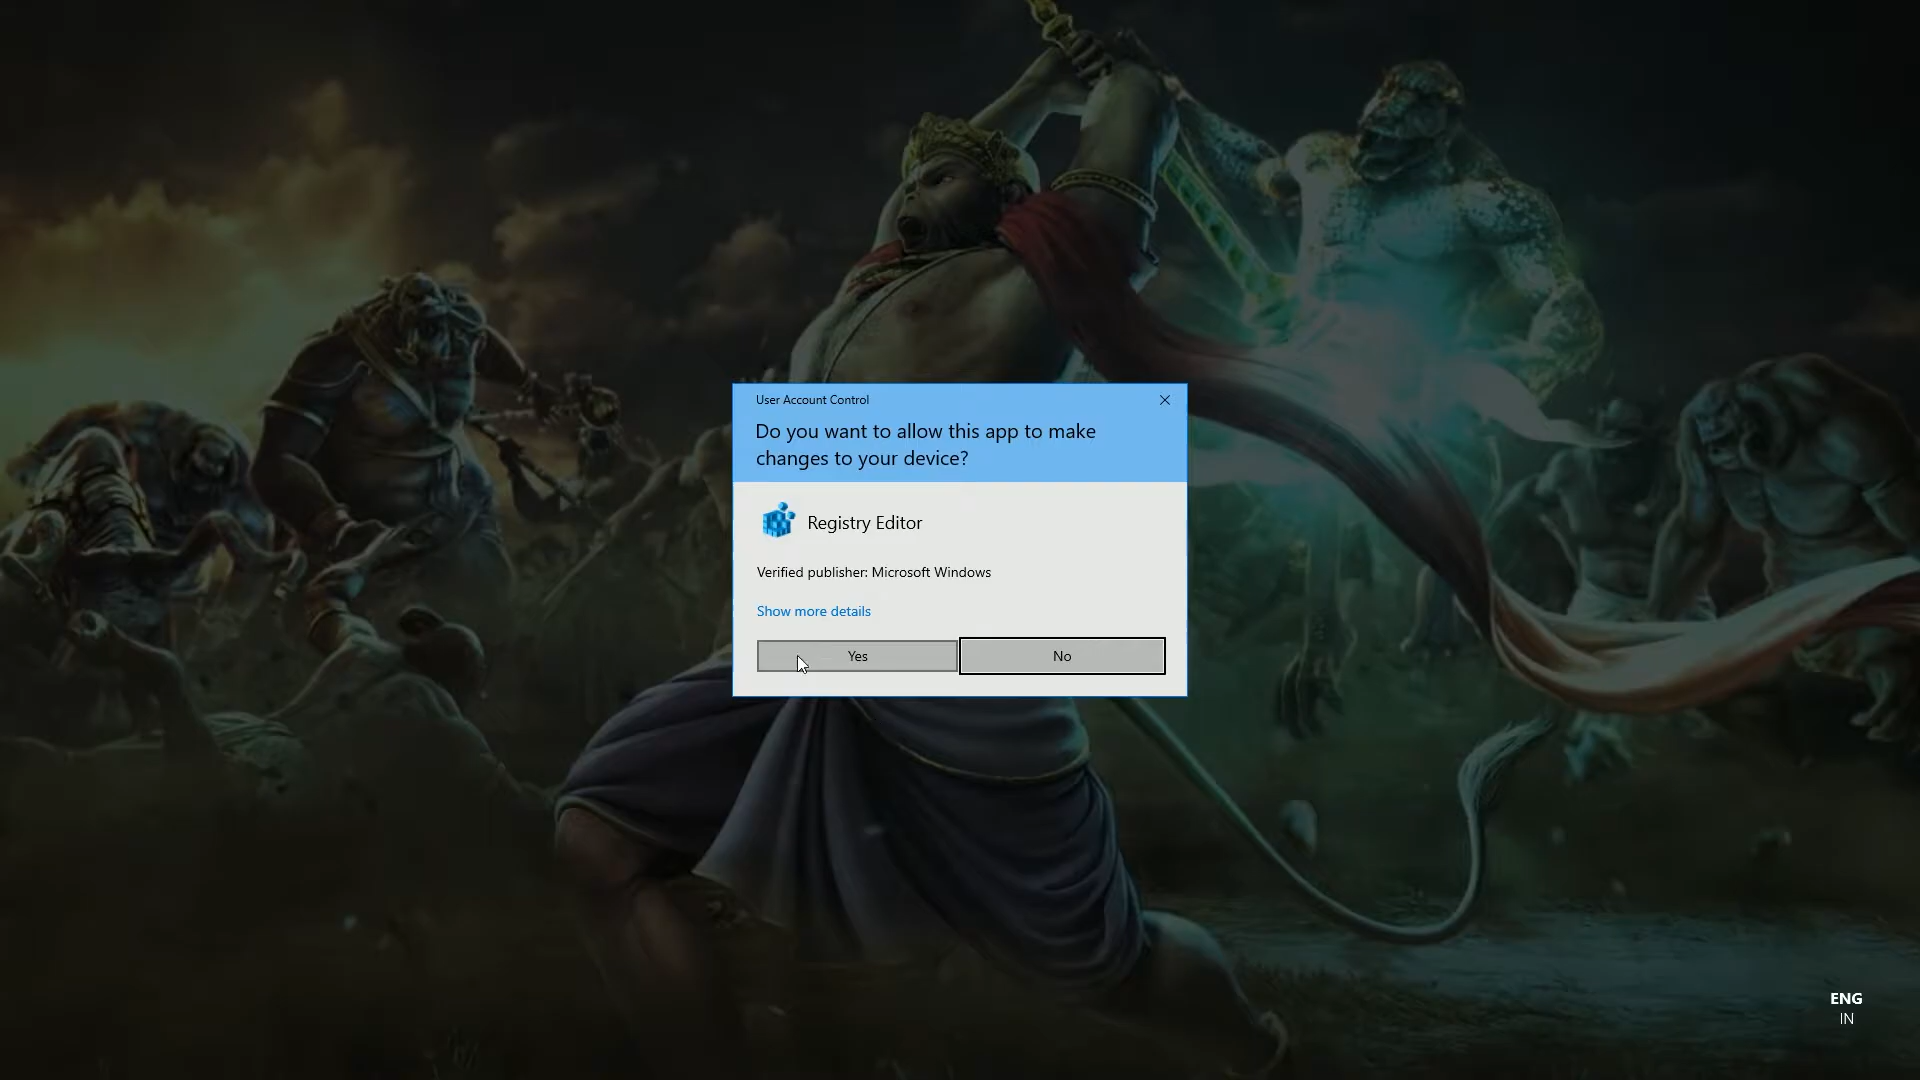 User Account Control
Do you want to allow this app to make
changes to your device?
Registry Editor
Verified publisher: Microsoft Windows
Show more details
Yes
No
ENG
IN